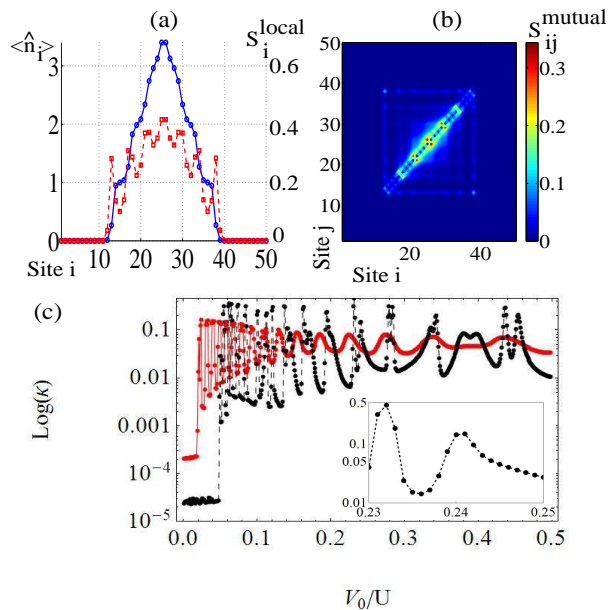 (a)
<n̂i>
S_i^local
3
2
1
0
0.6
0.4
0.2
0
Site i 10 20 30 40 50
(b)
S_ij^mutual
50
40
30
20
10
Site j
20 40
Site i
0.3
0.2
0.1
0
(c)
Log(κ)
0.1
0.01
0.001
10^-4
10^-5
0.0 0.1 0.2 0.3 0.4 0.5
V_0/U
0.5
0.1
0.05
0.01
0.23 0.24 0.25